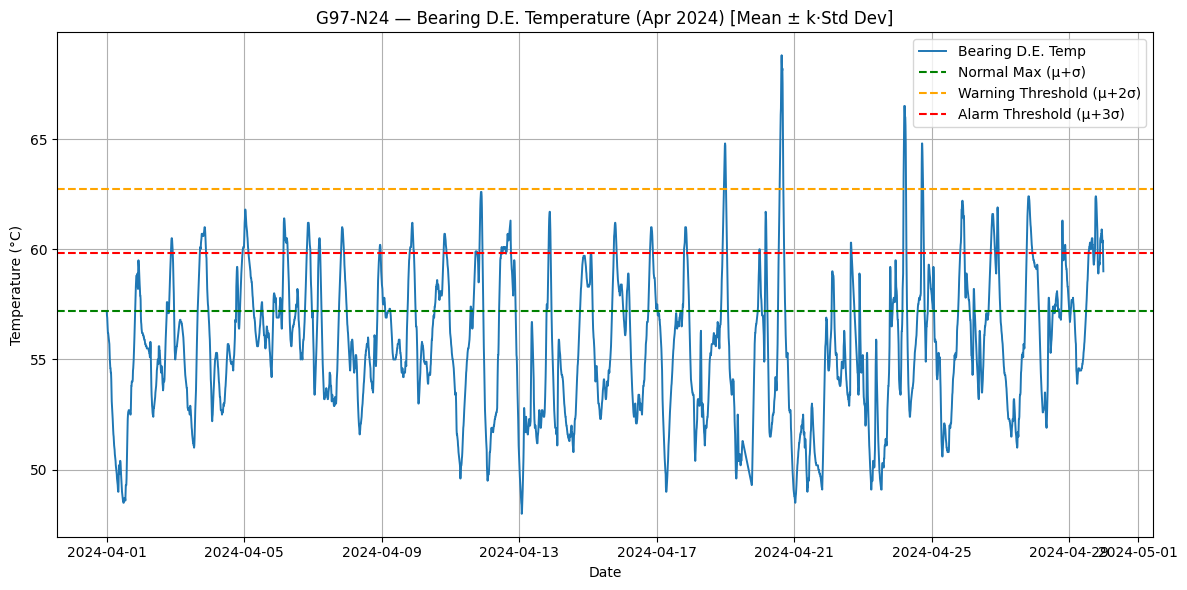 G97-N24 — Bearing D.E. Temperature (Apr 2024) [Mean ± k·Std Dev]
Bearing D.E. Temp
Normal Max (μ+σ)
Warning Threshold (μ+2σ)
Alarm Threshold (μ+3σ)
Temperature (°C)
65
60
55
50
2024-04-01
2024-04-05
2024-04-09
2024-04-13
2024-04-17
2024-04-21
2024-04-25
2024-04-29
2024-05-01
Date